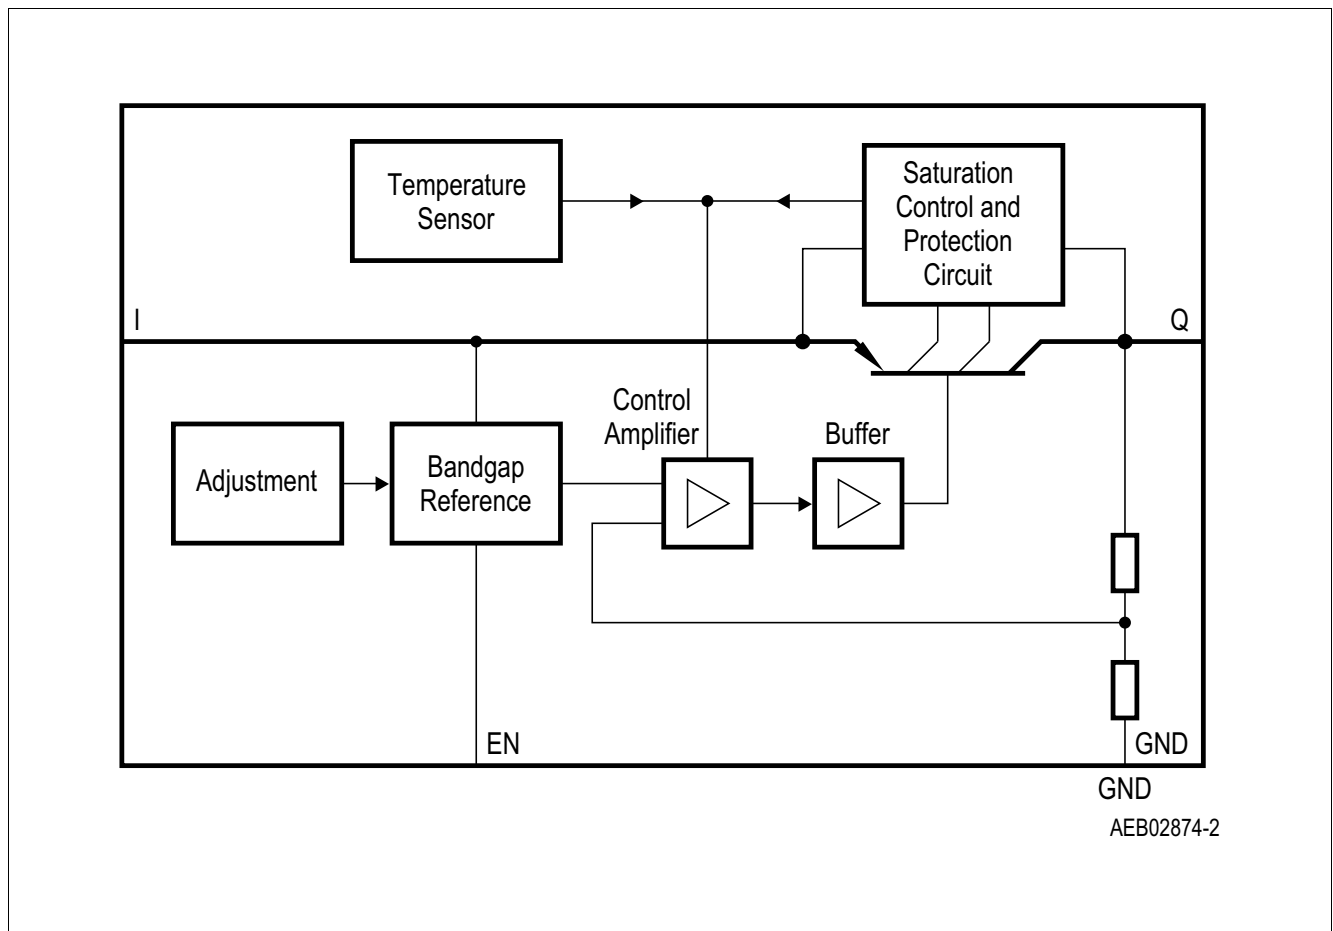 Temperature
Sensor
Saturation
Control and
Protection
Circuit
I
Q
Control
Amplifier
Buffer
Adjustment
Bandgap
Reference
EN
GND
GND
AEB02874-2